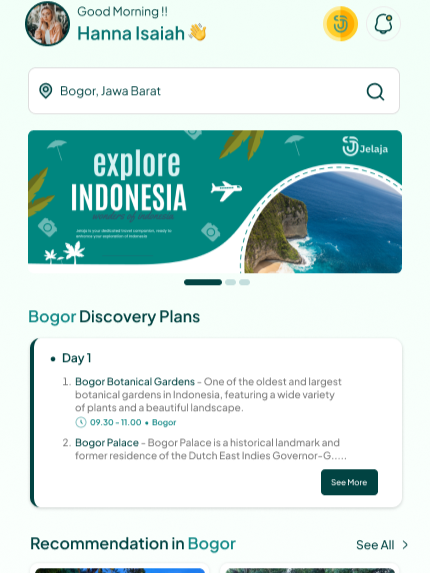 Good Morning !!
Hanna Isaiah 👋
Bogor, Jawa Barat
Jelaja
explore
INDONESIA
wonders of indonesia
Jelaja is your dedicated travel companion, ready to
enhance your exploration of Indonesia
Bogor Discovery Plans
• Day 1
1. Bogor Botanical Gardens - One of the oldest and largest
botanical gardens in Indonesia, featuring a wide variety
of plants and a beautiful landscape.
09.30 - 11.00 • Bogor
2. Bogor Palace - Bogor Palace is a historical landmark and
former residence of the Dutch East Indies Governor-G.....
See More
Recommendation in Bogor
See All >